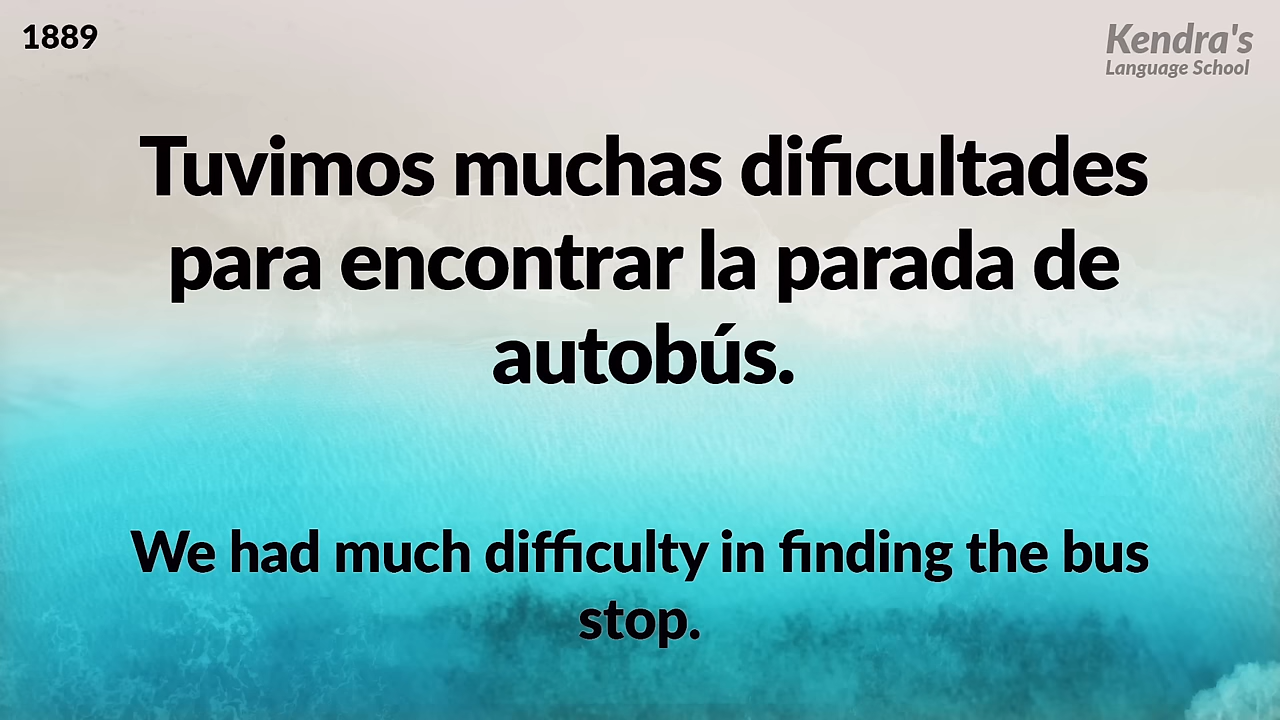 1889
Kendra's
Language School
Tuvimos muchas dificultades
para encontrar la parada de
autobús.
We had much difficulty in finding the bus
stop.